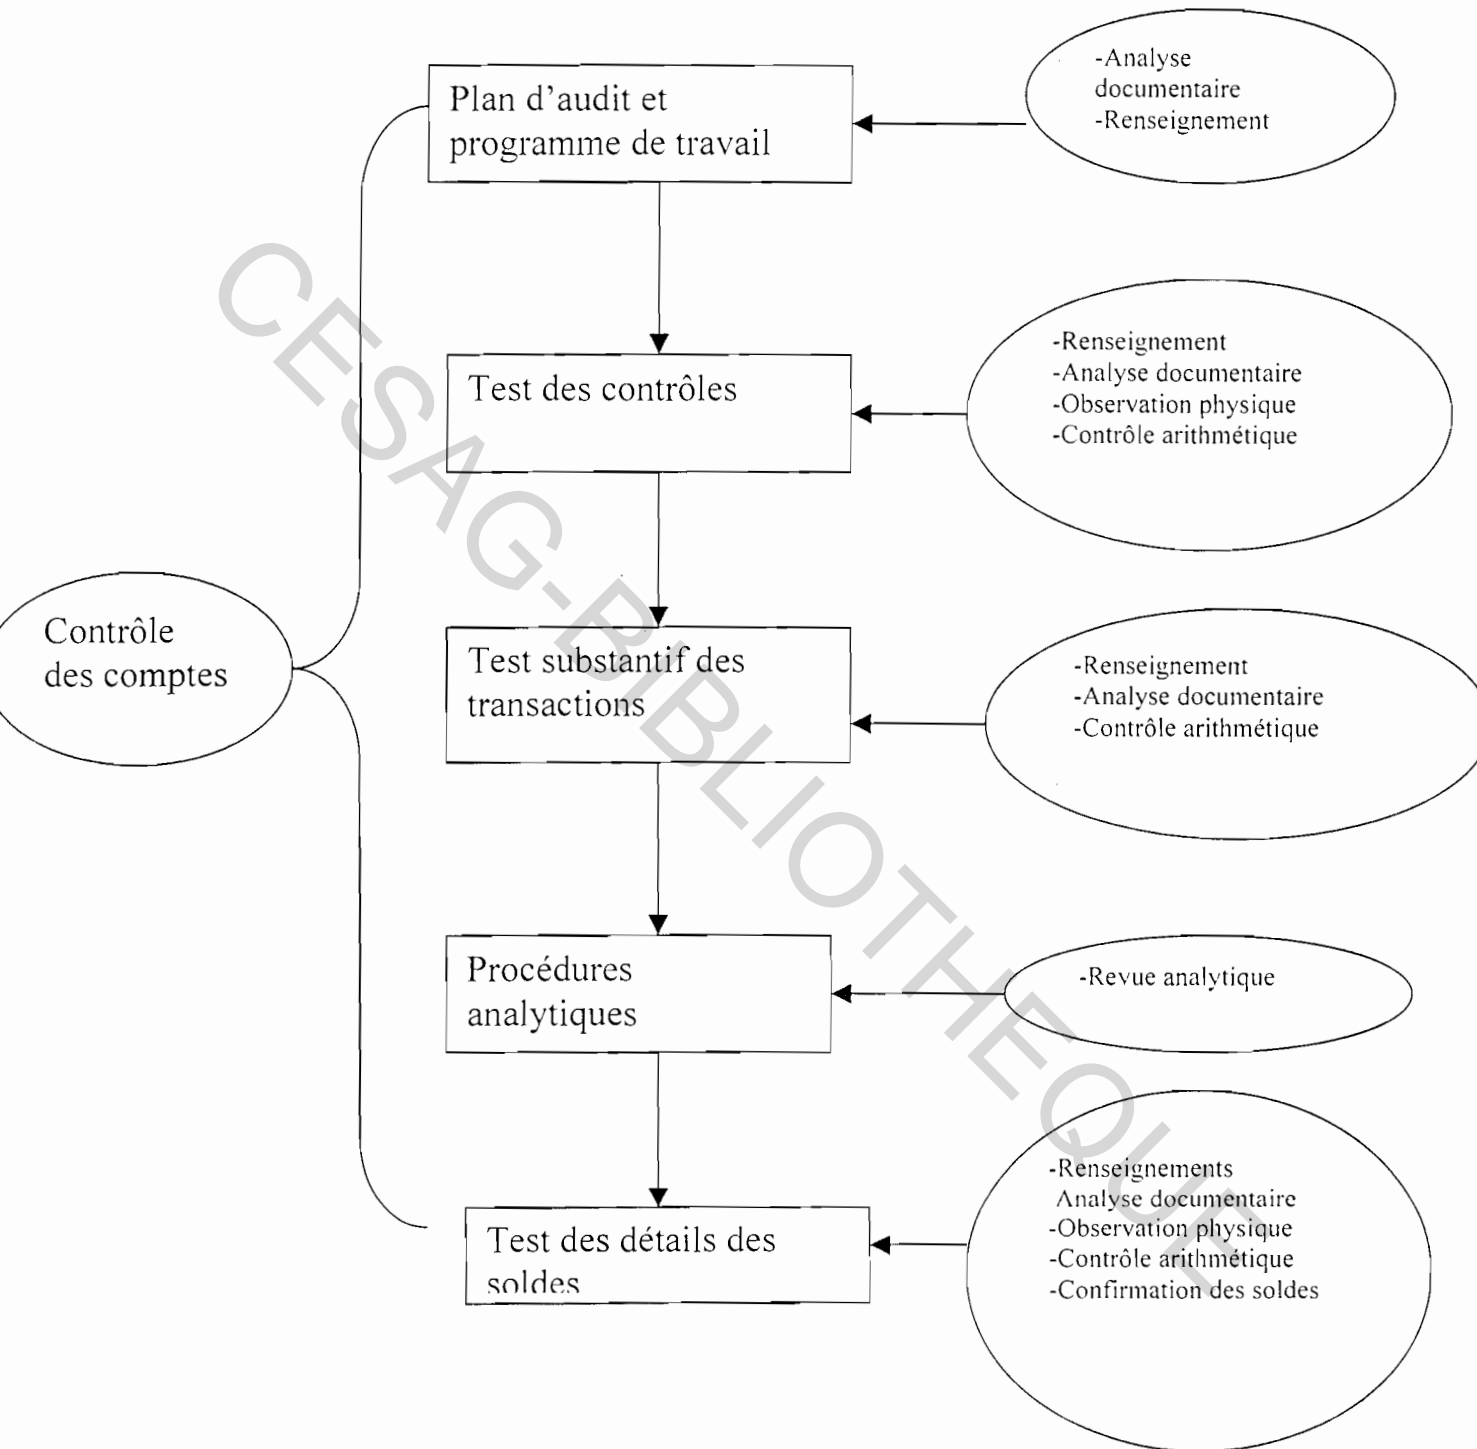 Plan d'audit et
programme de travail
-Analyse
documentaire
-Renseignement
Test des contrôles
-Renseignement
-Analyse documentaire
-Observation physique
-Contrôle arithmétique
Contrôle
des comptes
Test substantif des
transactions
-Renseignement
-Analyse documentaire
-Contrôle arithmétique
Procédures
analytiques
-Revue analytique
Test des détails des
soldes
-Renseignements
Analyse documentaire
-Observation physique
-Contrôle arithmétique
-Confirmation des soldes
CESAG-BIBLIOTHEQUE